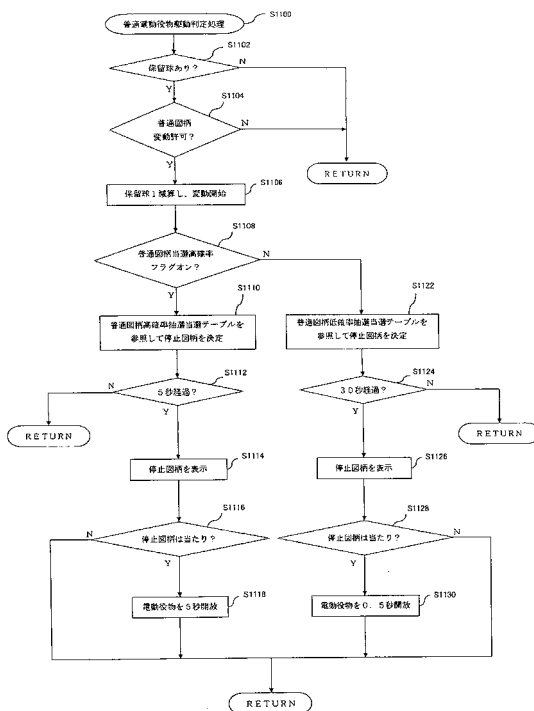 普通電動役物駆動判定処理
S1100
S1102
保留球あり？
N
Y
S1104
普通図柄
変動許可？
N
Y
RETURN
S1106
保留球１減算し、変動開始
S1108
普通図柄当選高確率
フラグオン？
N
Y
S1110
普通図柄高確率抽選当選テーブルを
参照して停止図柄を決定
S1122
普通図柄低確率抽選当選テーブルを
参照して停止図柄を決定
S1112
N
５秒経過？
Y
RETURN
S1124
３０秒経過？
N
Y
RETURN
S1114
停止図柄を表示
S1126
停止図柄を表示
S1116
N
停止図柄は当たり？
Y
S1128
停止図柄は当たり？
N
Y
S1118
電動役物を５秒開放
S1130
電動役物を０．５秒開放
RETURN